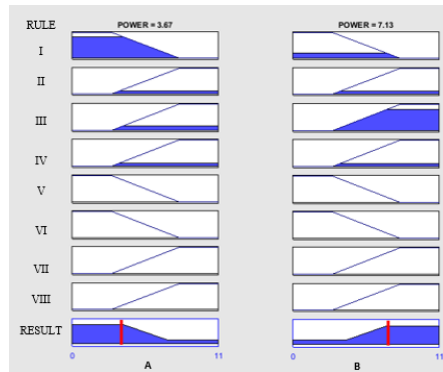 RULE POWER = 3.67 POWER = 7.13
I
II
III
IV
V
VI
VII
VIII
RESULT
0 11 0 11
A B